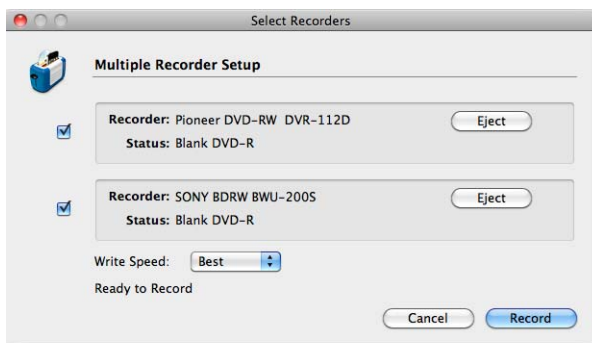 Select Recorders
Multiple Recorder Setup
Recorder: Pioneer DVD-RW DVR-112D
Eject
Status: Blank DVD-R
Recorder: SONY BDRW BWU-200S
Eject
Status: Blank DVD-R
Write Speed: Best
Ready to Record
Cancel Record